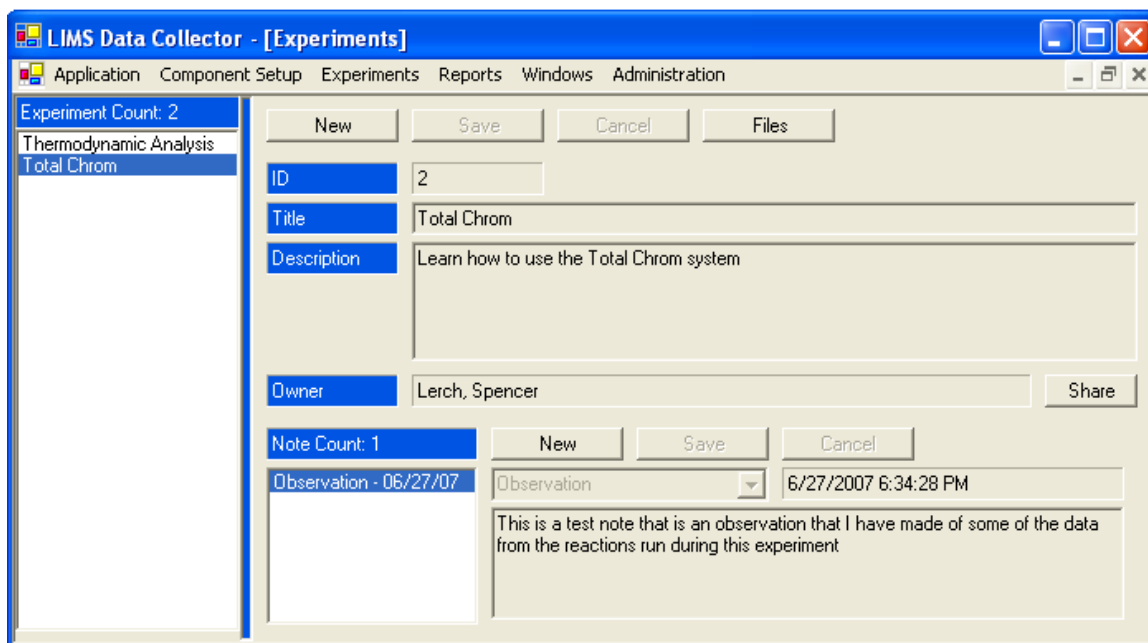 LIMS Data Collector - [Experiments]
Application Component Setup Experiments Reports Windows Administration
Experiment Count: 2
Thermodynamic Analysis
Total Chrom
New Save Cancel Files
ID 2
Title Total Chrom
Description Learn how to use the Total Chrom system
Owner Lerch, Spencer Share
Note Count: 1 New Save Cancel
Observation - 06/27/07 Observation 6/27/2007 6:34:28 PM
This is a test note that is an observation that I have made of some of the data
from the reactions run during this experiment